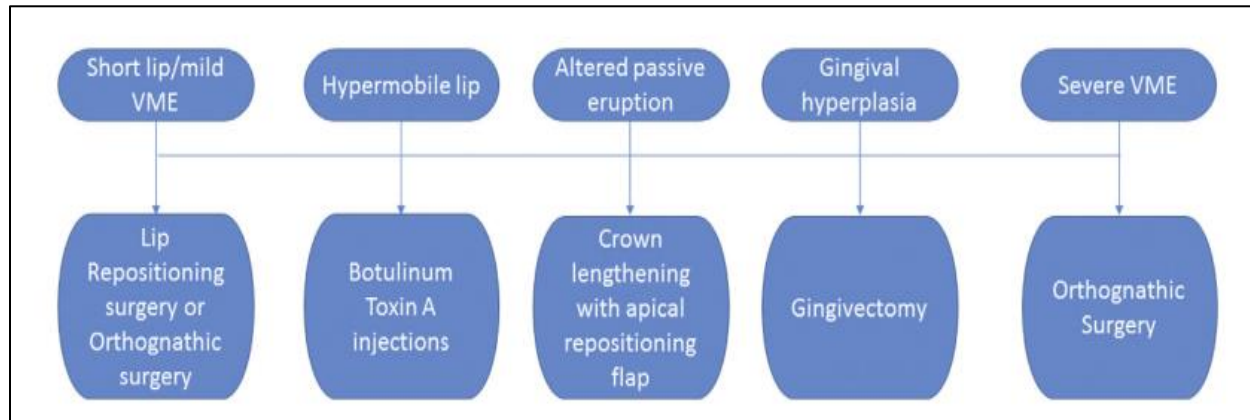 Short lip/mild
VME
Hypermobile lip
Altered passive
eruption
Gingival
hyperplasia
Severe VME
Lip
Repositioning
surgery or
Orthognathic
surgery
Botulinum
Toxin A
injections
Crown
lengthening
with apical
repositioning
flap
Gingivectomy
Orthognathic
Surgery